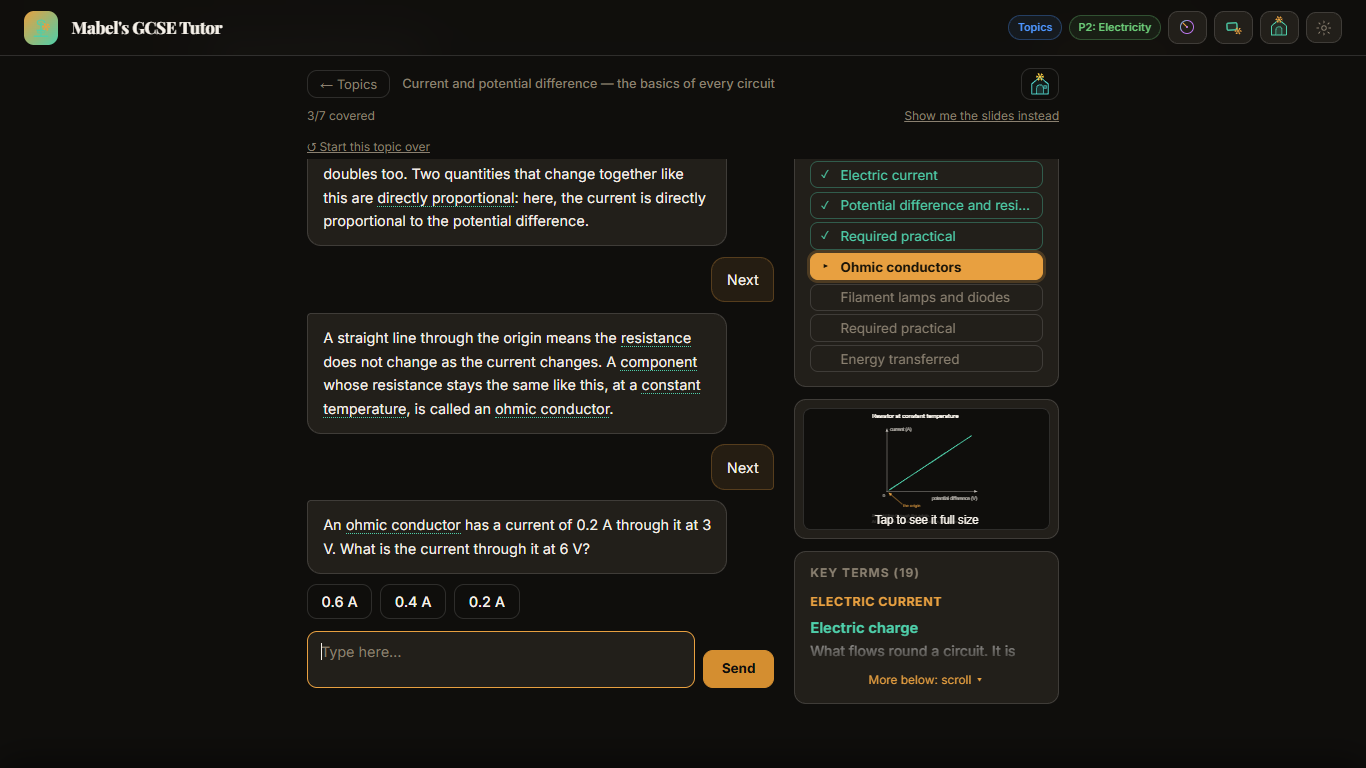 Mabel's GCSE Tutor
Topics
P2: Electricity
← Topics
Current and potential difference — the basics of every circuit
3/7 covered
Show me the slides instead
↺ Start this topic over
doubles too. Two quantities that change together like
this are directly proportional: here, the current is directly
proportional to the potential difference.
Next
A straight line through the origin means the resistance
does not change as the current changes. A component
whose resistance stays the same like this, at a constant
temperature, is called an ohmic conductor.
Next
An ohmic conductor has a current of 0.2 A through it at 3
V. What is the current through it at 6 V?
0.6 A
0.4 A
0.2 A
Type here...
Send
✓ Electric current
✓ Potential difference and resi...
✓ Required practical
▸ Ohmic conductors
Filament lamps and diodes
Required practical
Energy transferred
Resistor at constant temperature
current (A)
potential difference (V)
0
the origin
Tap to see it full size
KEY TERMS (19)
ELECTRIC CURRENT
Electric charge
What flows round a circuit. It is
More below: scroll ▾